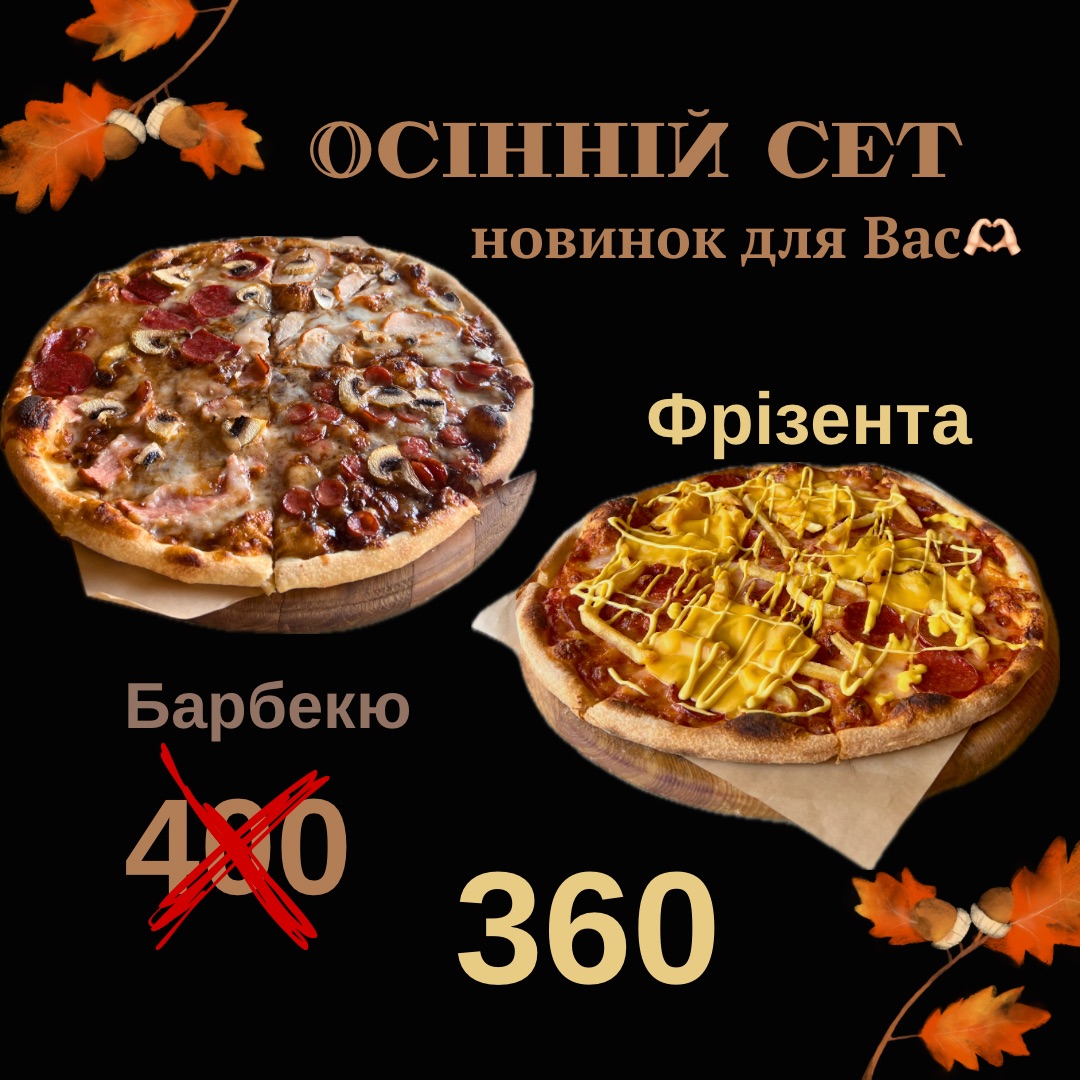 ОСІННІЙ СЕТ
новинок для Вас🫶🏻
Фрізента
Барбекю
400
360